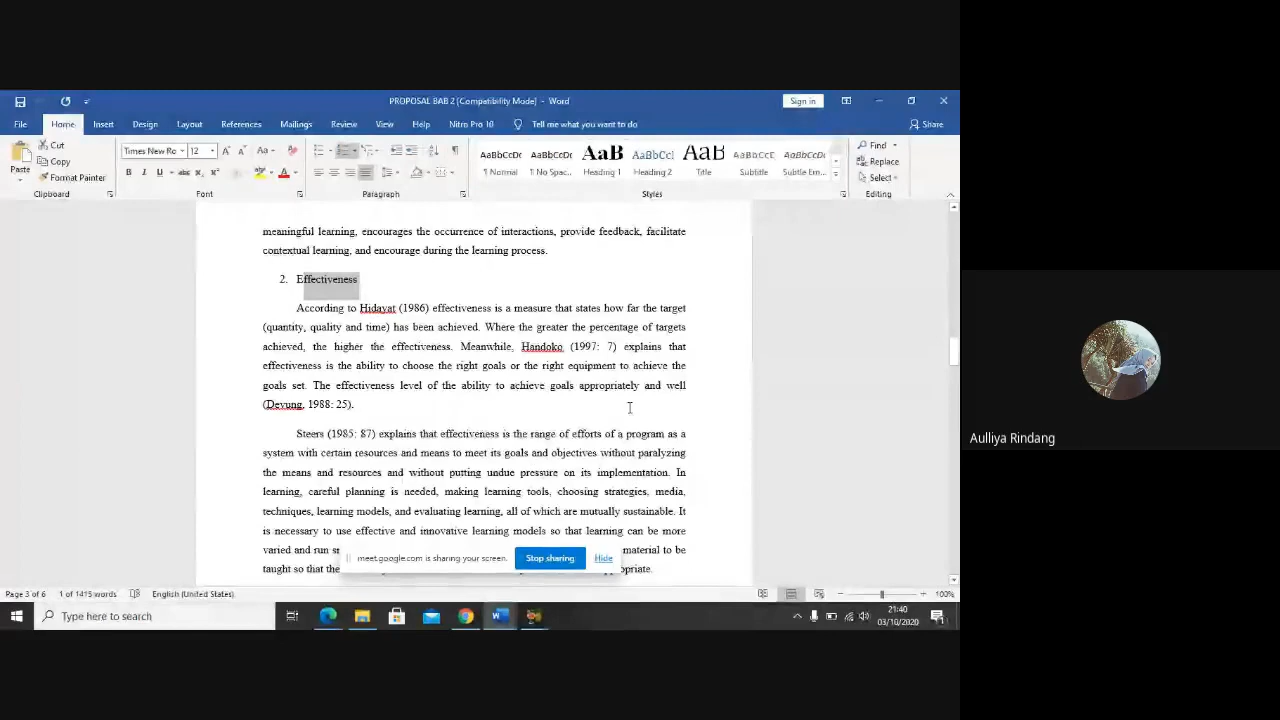 PROPOSAL BAB 2 [Compatibility Mode] - Word
Sign in
File Home Insert Design Layout References Mailings Review View Help Nitro Pro 10 Tell me what you want to do Share
Paste
Cut
Copy
Format Painter
Clipboard
Times New Ro 12
B I U abc X₂ X²
Font
Paragraph
AaBbCcDc AaBbCcDc AaB AaBbCcI AaB AaBbCcD AaBbCcDc
¶ Normal ¶ No Spac... Heading 1 Heading 2 Title Subtitle Subtle Em...
Styles
Find
Replace
Select
Editing
meaningful learning, encourages the occurrence of interactions, provide feedback, facilitate
contextual learning, and encourage during the learning process.
2. Effectiveness
According to Hidayat (1986) effectiveness is a measure that states how far the target
(quantity, quality and time) has been achieved. Where the greater the percentage of targets
achieved, the higher the effectiveness. Meanwhile, Handoko (1997: 7) explains that
effectiveness is the ability to choose the right goals or the right equipment to achieve the
goals set. The effectiveness level of the ability to achieve goals appropriately and well
(Devung, 1988: 25).
Steers (1985: 87) explains that effectiveness is the range of efforts of a program as a
system with certain resources and means to meet its goals and objectives without paralyzing
the means and resources and without putting undue pressure on its implementation. In
learning, careful planning is needed, making learning tools, choosing strategies, media,
techniques, learning models, and evaluating learning, all of which are mutually sustainable. It
is necessary to use effective and innovative learning models so that learning can be more
varied and run material to be
taught so that the
meet.google.com is sharing your screen. Stop sharing Hide
Page 3 of 6 1 of 1415 words English (United States) 100%
Type here to search
21:40
03/10/2020
Aulliya Rindang